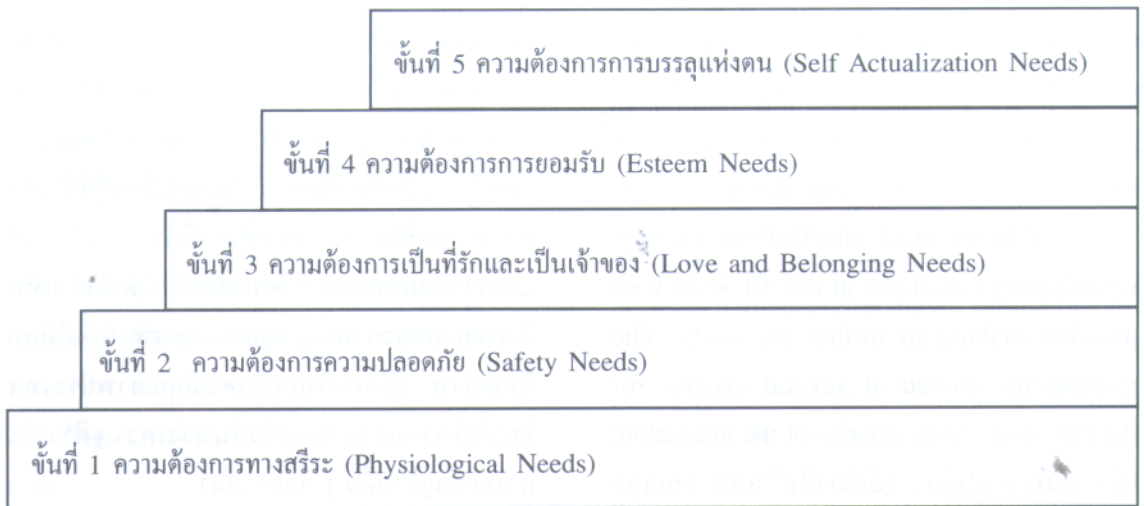 ขั้นที่ 5 ความต้องการการบรรลุแห่งตน (Self Actualization Needs)
ขั้นที่ 4 ความต้องการการยอมรับ (Esteem Needs)
ขั้นที่ 3 ความต้องการเป็นที่รักและเป็นเจ้าของ (Love and Belonging Needs)
ขั้นที่ 2 ความต้องการความปลอดภัย (Safety Needs)
ขั้นที่ 1 ความต้องการทางสรีระ (Physiological Needs)